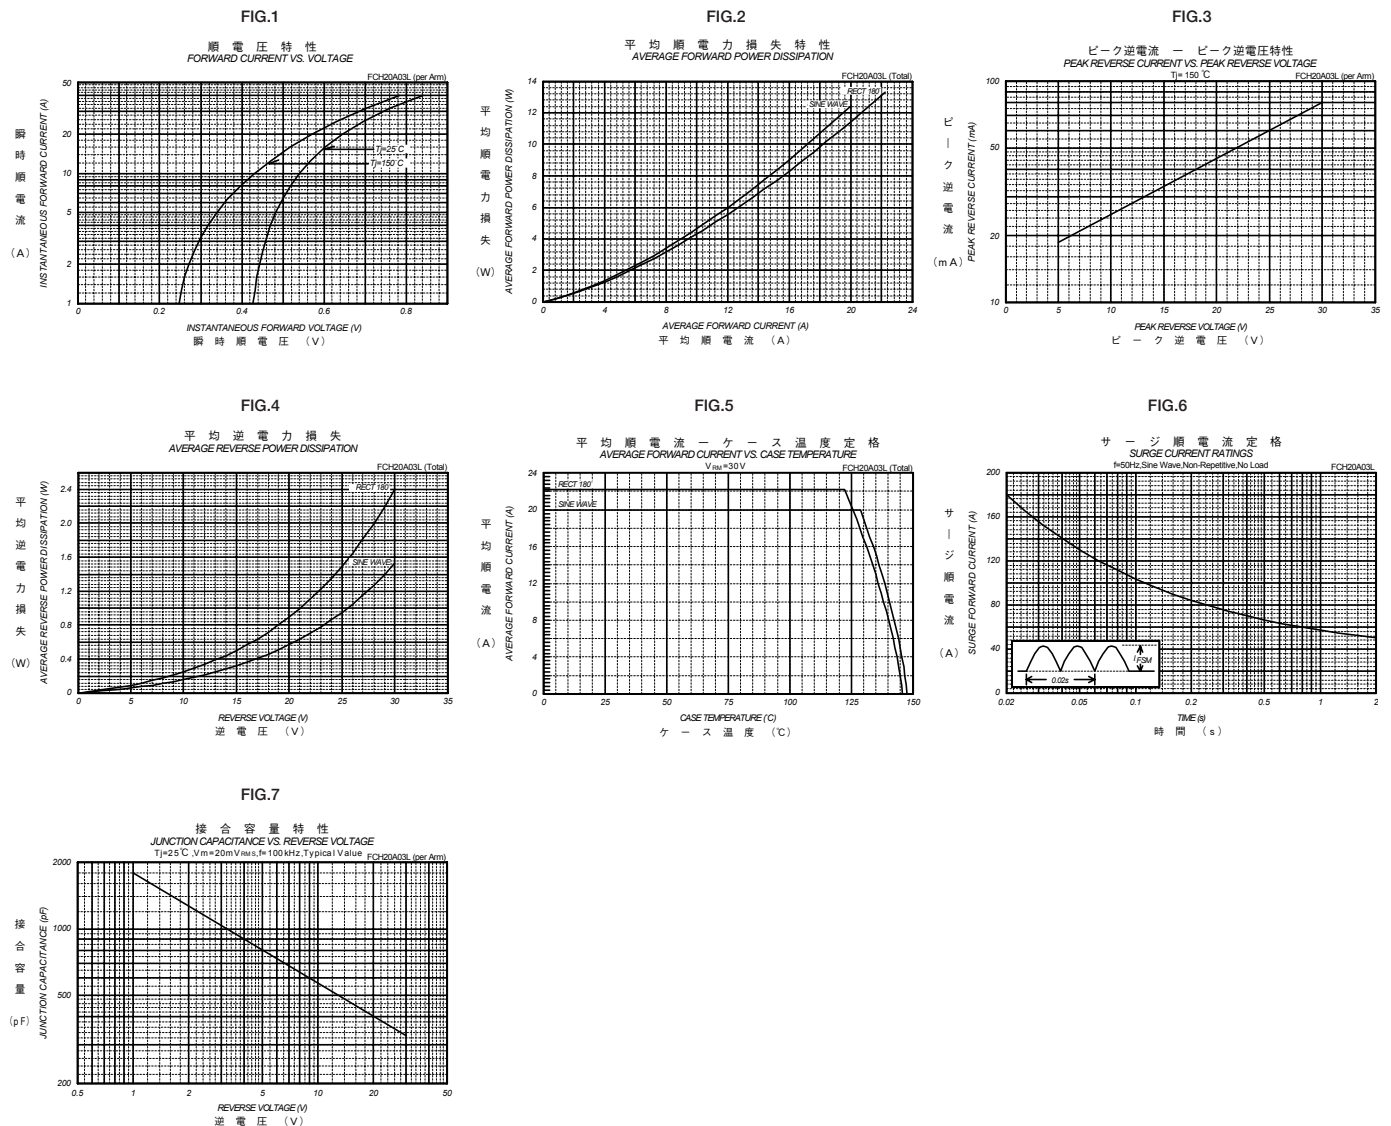 FIG.1
順電圧特性
FORWARD CURRENT VS. VOLTAGE
FCH20A03L (per Arm)
瞬時順電流 (A)
INSTANTANEOUS FORWARD CURRENT (A)
50
20
10
5
2
1
Tj=25°C
Tj=150°C
0 0.2 0.4 0.6 0.8
INSTANTANEOUS FORWARD VOLTAGE (V)
瞬時順電圧 (V)
FIG.2
平均順電力損失特性
AVERAGE FORWARD POWER DISSIPATION
FCH20A03L (Total)
平均順電力損失 (W)
AVERAGE FORWARD POWER DISSIPATION (W)
14
12
10
8
6
4
2
0
RECT 180°
SINE WAVE
0 4 8 12 16 20 24
AVERAGE FORWARD CURRENT (A)
平均順電流 (A)
FIG.3
ピーク逆電流 ー ピーク逆電圧特性
PEAK REVERSE CURRENT VS. PEAK REVERSE VOLTAGE
Tj= 150 °C
FCH20A03L (per Arm)
ピーク逆電流 (mA)
PEAK REVERSE CURRENT (mA)
100
50
20
10
0 5 10 15 20 25 30 35
PEAK REVERSE VOLTAGE (V)
ピーク逆電圧 (V)
FIG.4
平均逆電力損失
AVERAGE REVERSE POWER DISSIPATION
FCH20A03L (Total)
平均逆電力損失 (W)
AVERAGE REVERSE POWER DISSIPATION (W)
2.4
2.0
1.6
1.2
0.8
0.4
0
RECT 180°
SINE WAVE
0 5 10 15 20 25 30 35
REVERSE VOLTAGE (V)
逆電圧 (V)
FIG.5
平均順電流ーケース温度定格
AVERAGE FORWARD CURRENT VS. CASE TEMPERATURE
VRM=30V
FCH20A03L (Total)
平均順電流 (A)
AVERAGE FORWARD CURRENT (A)
24
20
16
12
8
4
0
RECT 180°
SINE WAVE
0 25 50 75 100 125 150
CASE TEMPERATURE (°C)
ケース温度 (℃)
FIG.6
サージ順電流定格
SURGE CURRENT RATINGS
f=50Hz,Sine Wave,Non-Repetitive,No Load
FCH20A03L
サージ順電流 (A)
SURGE FORWARD CURRENT (A)
200
160
120
80
40
0
IFSM
0.02s
0.02 0.05 0.1 0.2 0.5 1 2
TIME (s)
時間 (s)
FIG.7
接合容量特性
JUNCTION CAPACITANCE VS. REVERSE VOLTAGE
Tj=25℃,Vm=20mVRMS,f=100kHz,Typical Value
FCH20A03L (per Arm)
接合容量 (pF)
JUNCTION CAPACITANCE (pF)
2000
1000
500
200
0.5 1 2 5 10 20 50
REVERSE VOLTAGE (V)
逆電圧 (V)